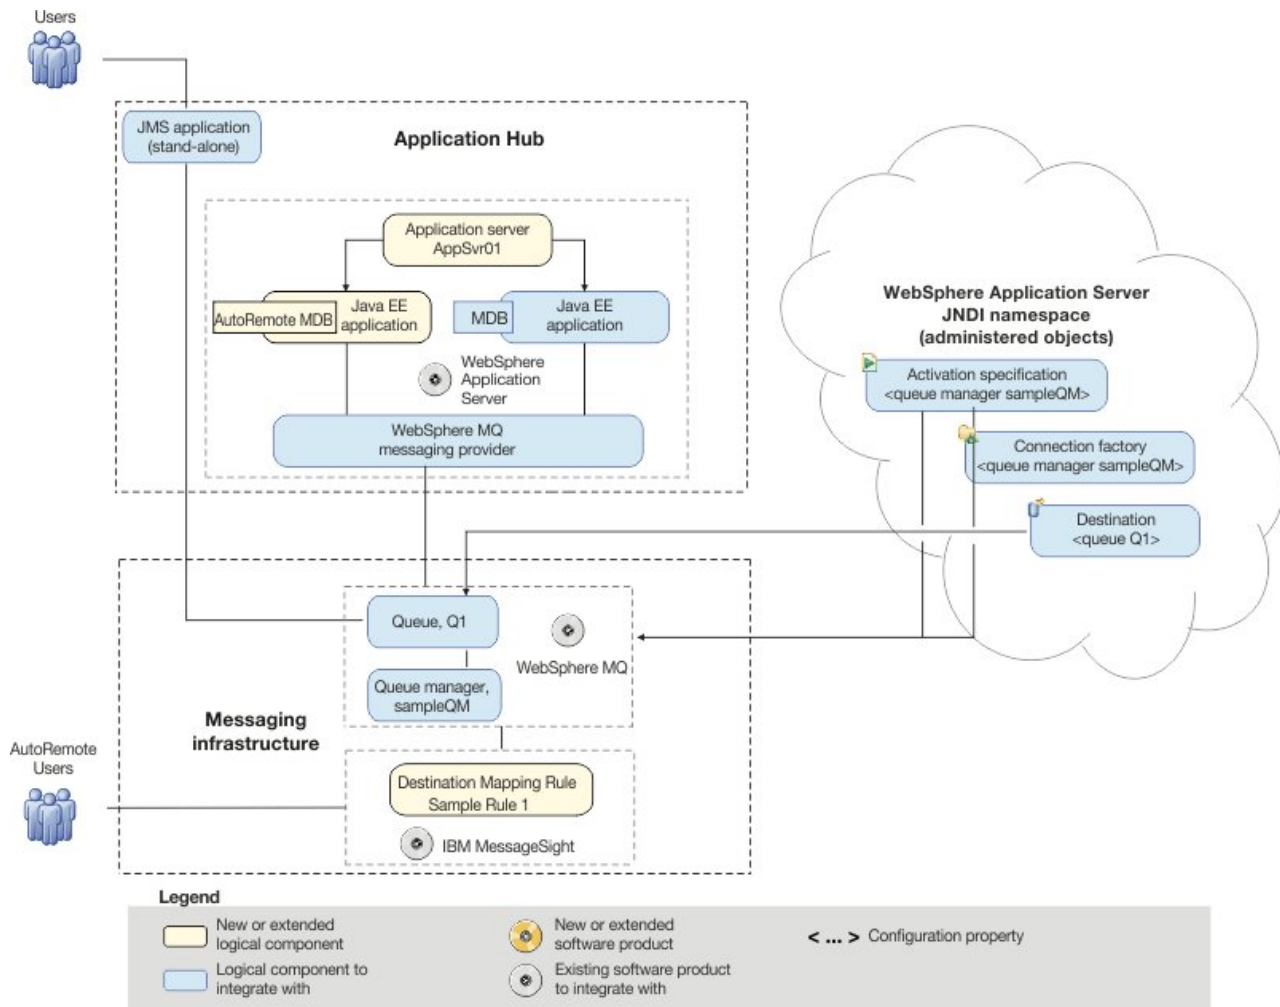 Users
JMS application
(stand-alone)
Application Hub
Application server
AppSvr01
AutoRemote MDB
Java EE
application
MDB
Java EE
application
WebSphere
Application
Server
WebSphere MQ
messaging provider
WebSphere Application Server
JNDI namespace
(administered objects)
Activation specification
<queue manager sampleQM>
Connection factory
<queue manager sampleQM>
Destination
<queue Q1>
Queue, Q1
WebSphere MQ
Queue manager,
sampleQM
Messaging
infrastructure
AutoRemote
Users
Destination Mapping Rule
Sample Rule 1
IBM MessageSight
Legend
New or extended
logical component
New or extended
software product
< ... > Configuration property
Logical component to
integrate with
Existing software product
to integrate with